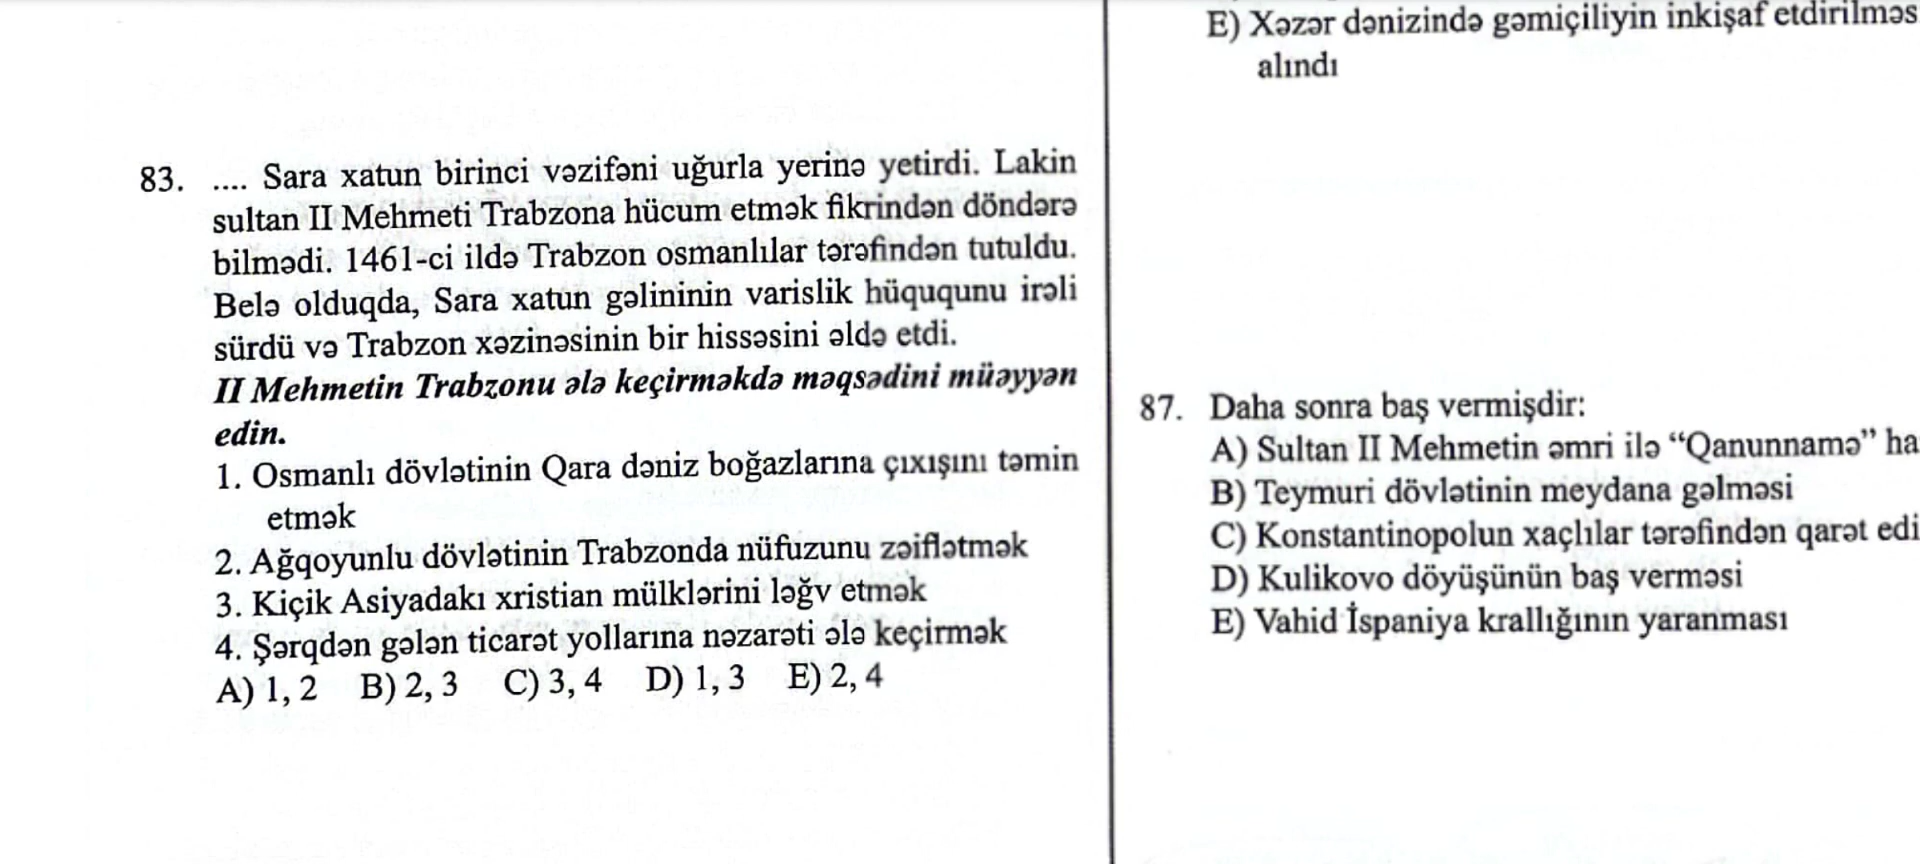 83. .... Sara xatun birinci vəzifəni uğurla yerinə yetirdi. Lakin
sultan II Mehmeti Trabzona hücum etmək fikrindən döndərə
bilmədi. 1461-ci ildə Trabzon osmanlılar tərəfindən tutuldu.
Belə olduqda, Sara xatun gəlininin varislik hüququnu irəli
sürdü və Trabzon xəzinəsinin bir hissəsini əldə etdi.
II Mehmetin Trabzonu ələ keçirməkdə məqsədini müəyyən
edin.
1. Osmanlı dövlətinin Qara dəniz boğazlarına çıxışını təmin
etmək
2. Ağqoyunlu dövlətinin Trabzonda nüfuzunu zəiflətmək
3. Kiçik Asiyadakı xristian mülklərini ləğv etmək
4. Şərqdən gələn ticarət yollarına nəzarəti ələ keçirmək
A) 1, 2 B) 2, 3 C) 3, 4 D) 1, 3 E) 2, 4
E) Xəzər dənizində gəmiçiliyin inkişaf etdirilməs
alındı
87. Daha sonra baş vermişdir:
A) Sultan II Mehmetin əmri ilə “Qanunnamə” ha
B) Teymuri dövlətinin meydana gəlməsi
C) Konstantinopolun xaçlılar tərəfindən qarət edi
D) Kulikovo döyüşünün baş verməsi
E) Vahid İspaniya krallığının yaranması